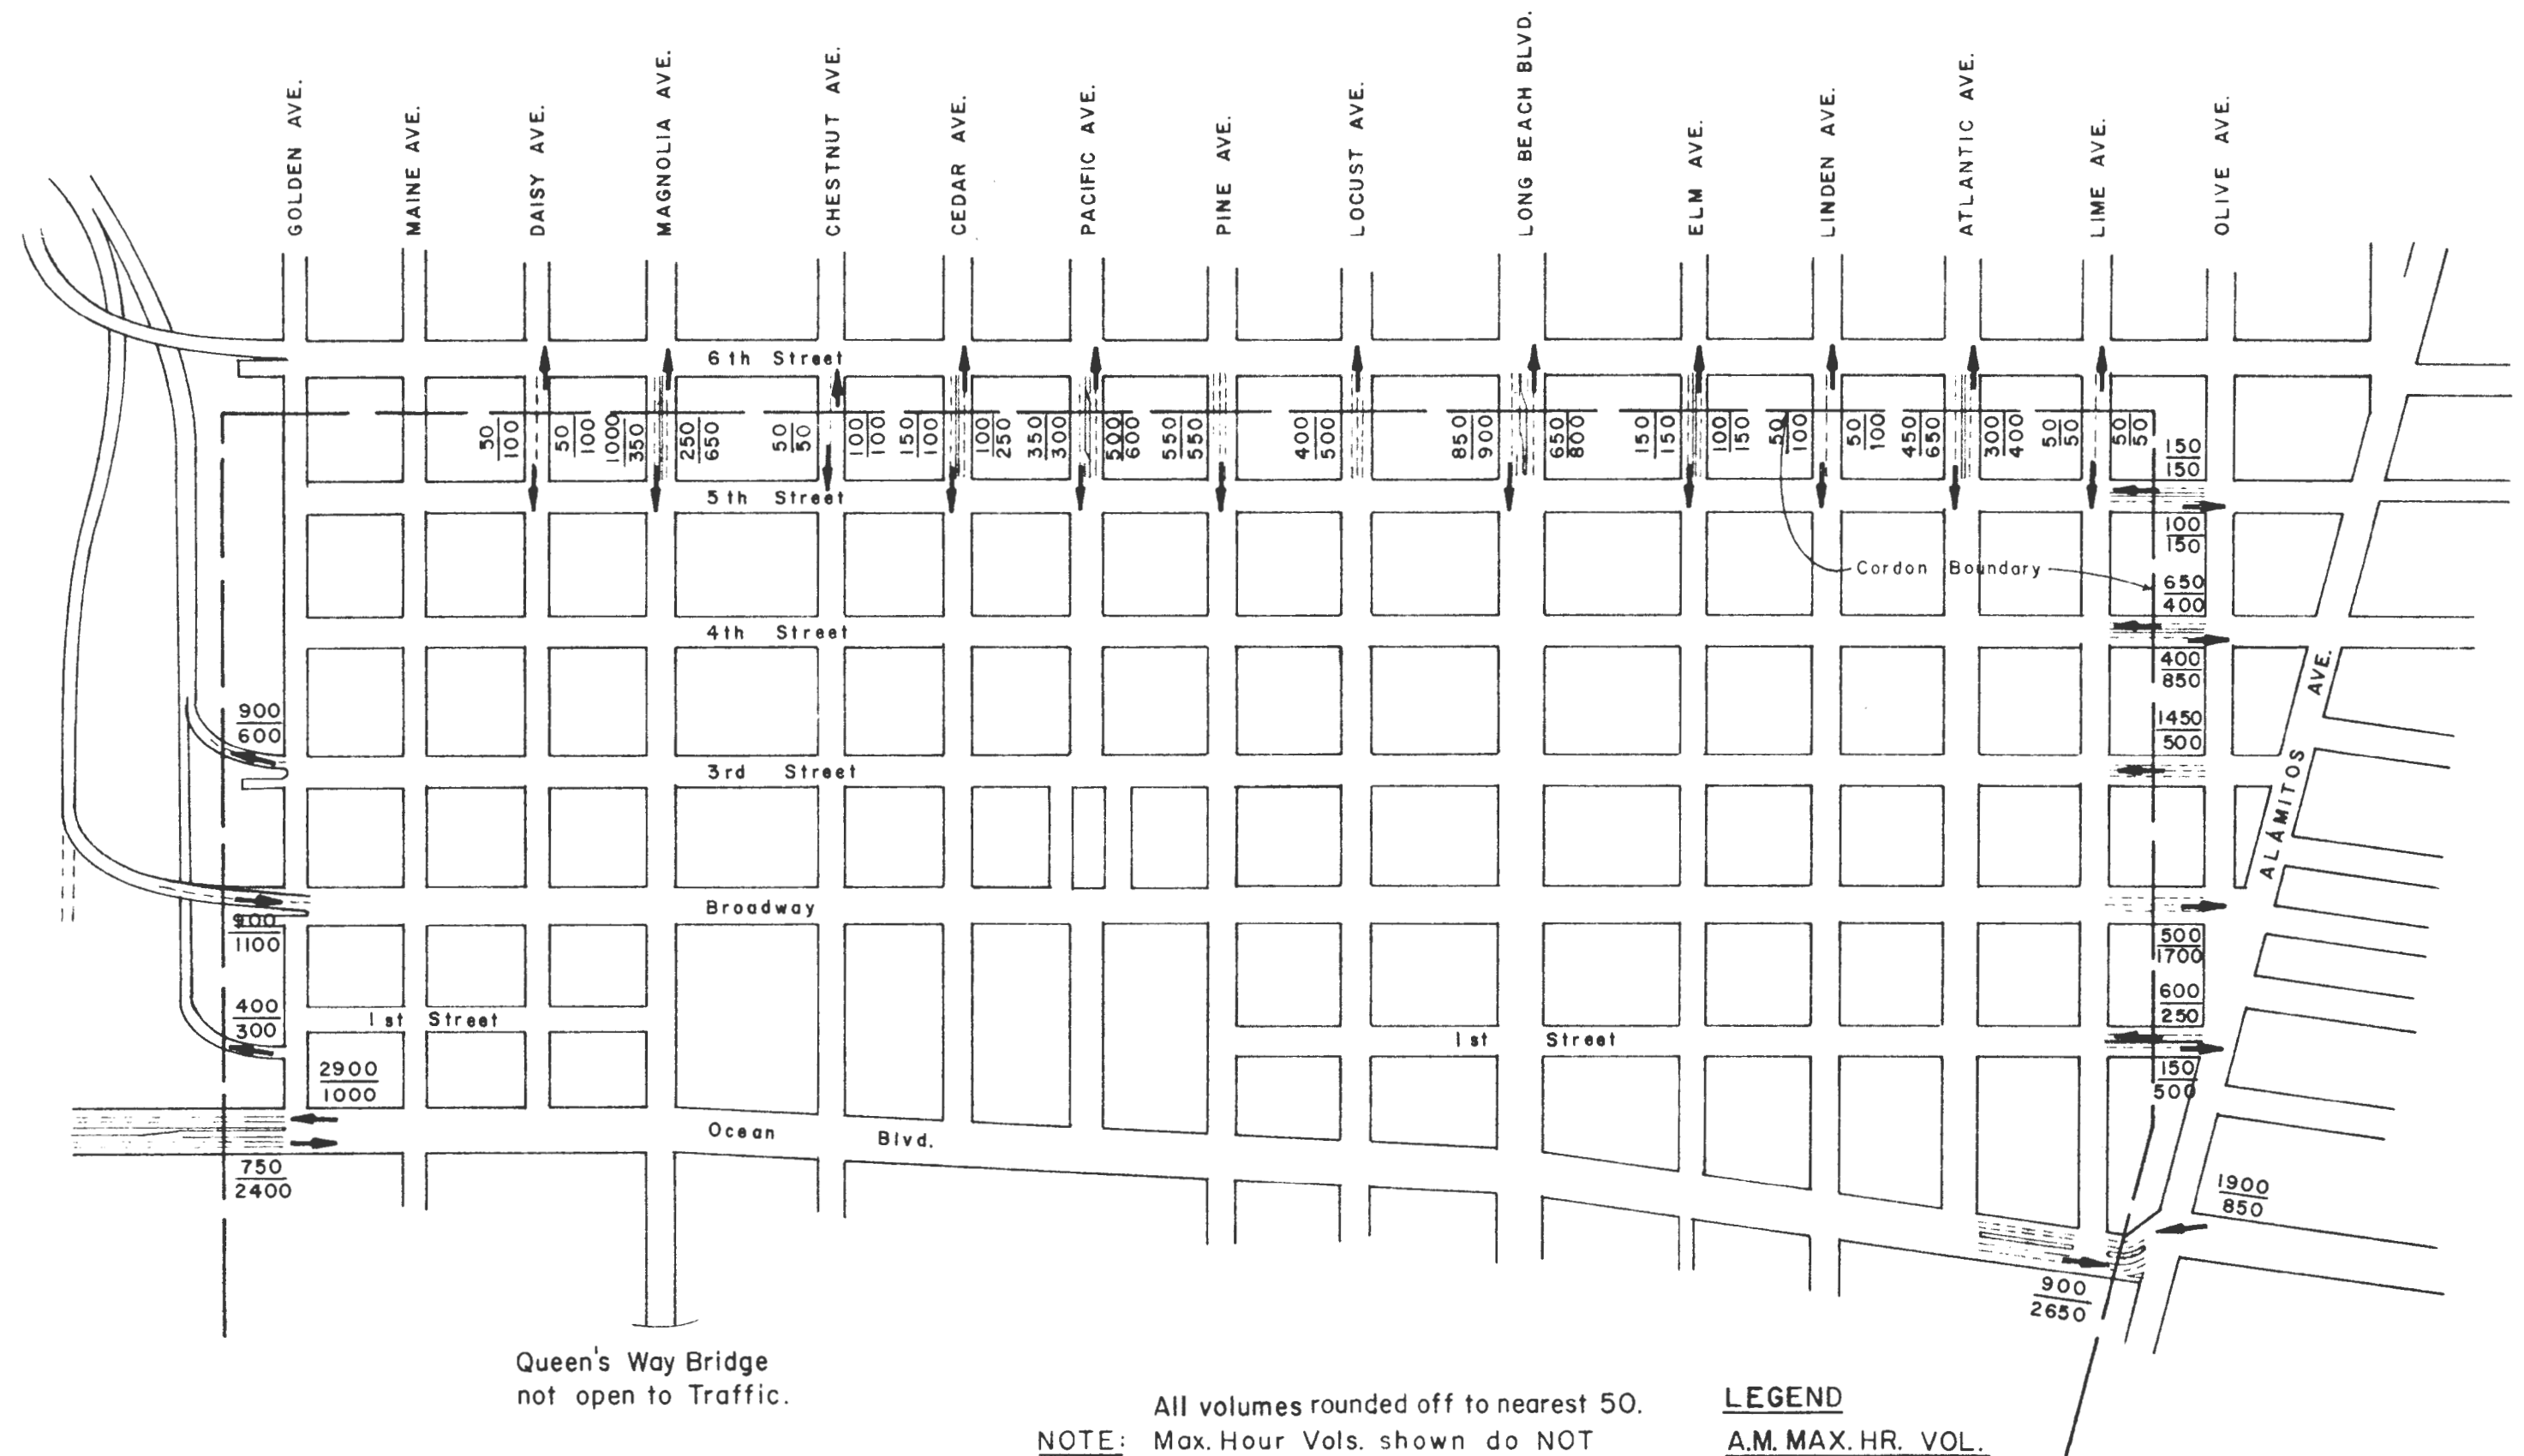 GOLDEN AVE.
MAINE AVE.
DAISY AVE.
MAGNOLIA AVE.
CHESTNUT AVE.
CEDAR AVE.
PACIFIC AVE.
PINE AVE.
LOCUST AVE.
LONG BEACH BLVD.
ELM AVE.
LINDEN AVE.
ATLANTIC AVE.
LIME AVE.
OLIVE AVE.
6th Street
50
100
50
100
1000
350
250
650
50
50
100
100
150
100
100
250
350
300
500
600
550
550
400
500
850
900
650
800
150
150
100
150
50
100
50
100
450
650
300
400
50
50
50
50
150
150
5th Street
100
150
Cordon Boundary
650
400
4th Street
400
850
900
600
1450
500
3rd Street
ALAMITOS AVE.
Broadway
900
1100
500
1700
400
300
1st Street
600
250
1st Street
2900
1000
150
500
Ocean Blvd.
750
2400
1900
850
900
2650
Queen's Way Bridge
not open to Traffic.
All volumes rounded off to nearest 50.
NOTE: Max. Hour Vols. shown do NOT
LEGEND
A.M. MAX. HR. VOL.